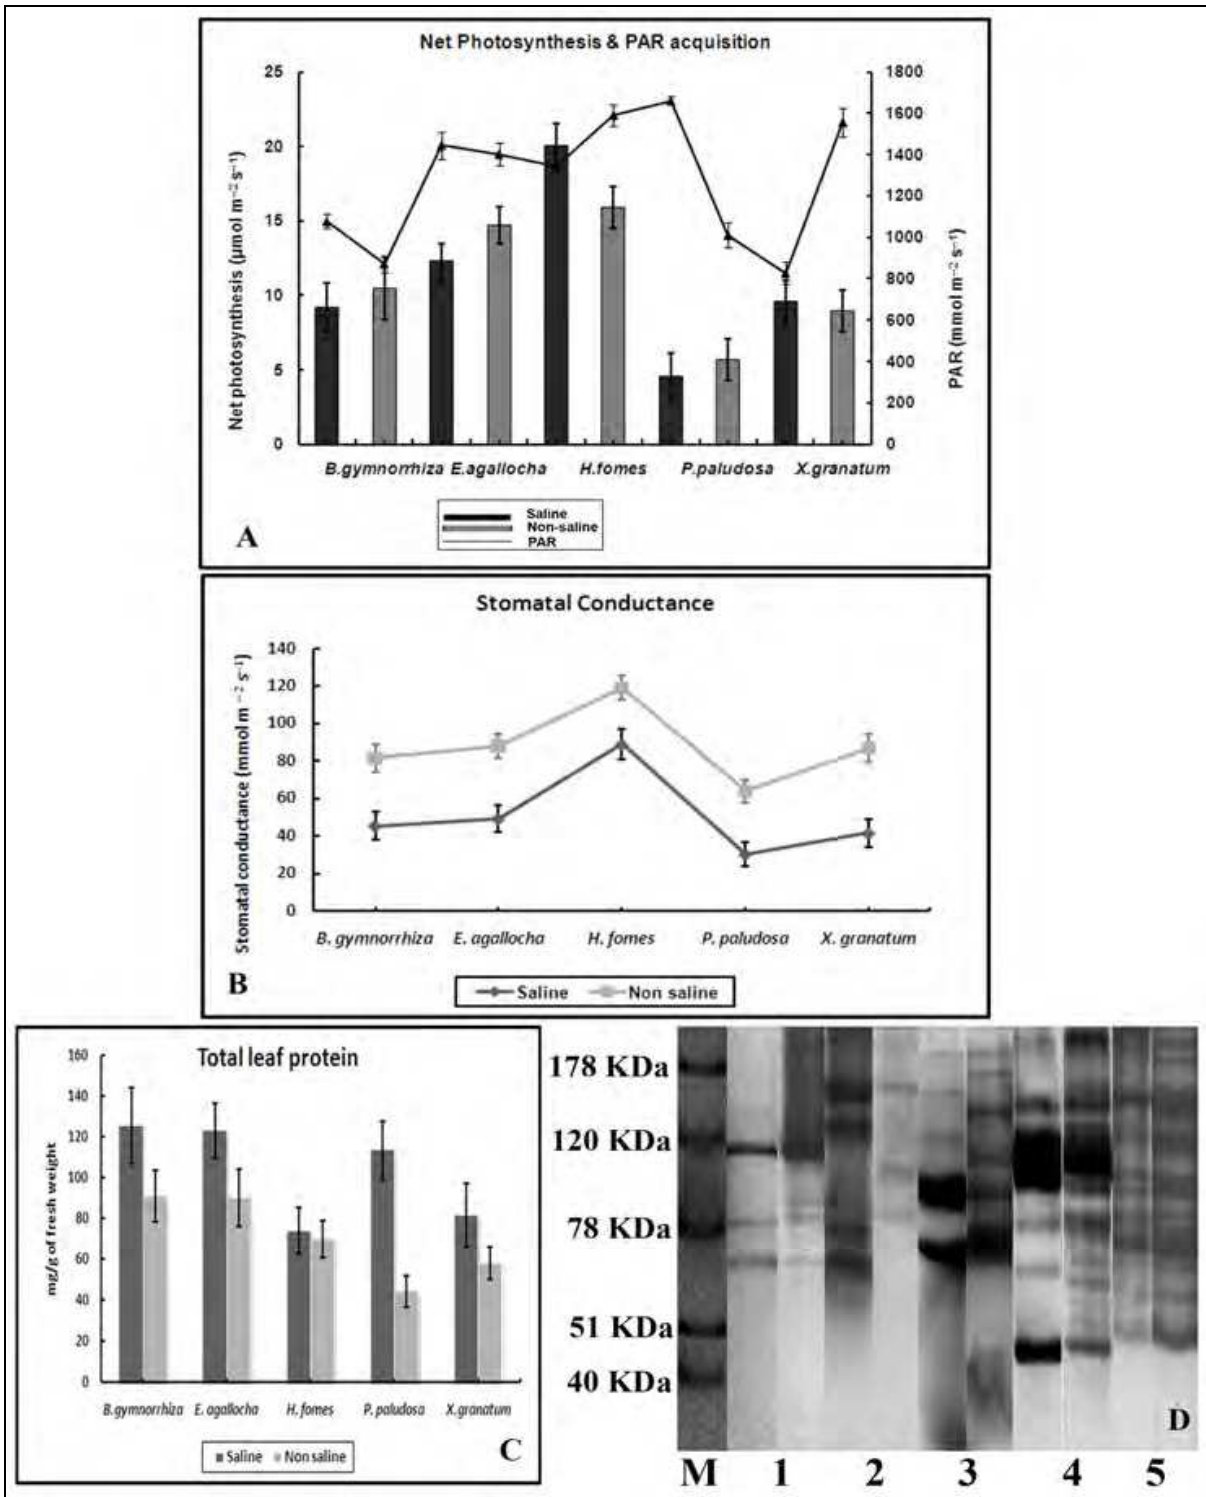 Net Photosynthesis & PAR acquisition
25
20
15
10
5
0
Net photosynthesis (µmol m⁻² s⁻¹)
1800
1600
1400
1200
1000
800
600
400
200
0
PAR (mmol m⁻² s⁻¹)
B.gymnorrhiza E.agallocha H.fomes P.paludosa X.granatum
Saline
Non-saline
PAR
A
Stomatal Conductance
140
120
100
80
60
40
20
0
Stomatal conductance (mmol m⁻² s⁻¹)
B. gymnorrhiza E. agallocha H. fomes P. paludosa X. granatum
Saline Non saline
B
Total leaf protein
160
140
120
100
80
60
40
20
0
mg/g of fresh weight
B.gymnorrhiza E. agallocha H. fomes P. paludosa X.granatum
Saline Non saline
C
178 KDa
120 KDa
78 KDa
51 KDa
40 KDa
D
M 1 2 3 4 5